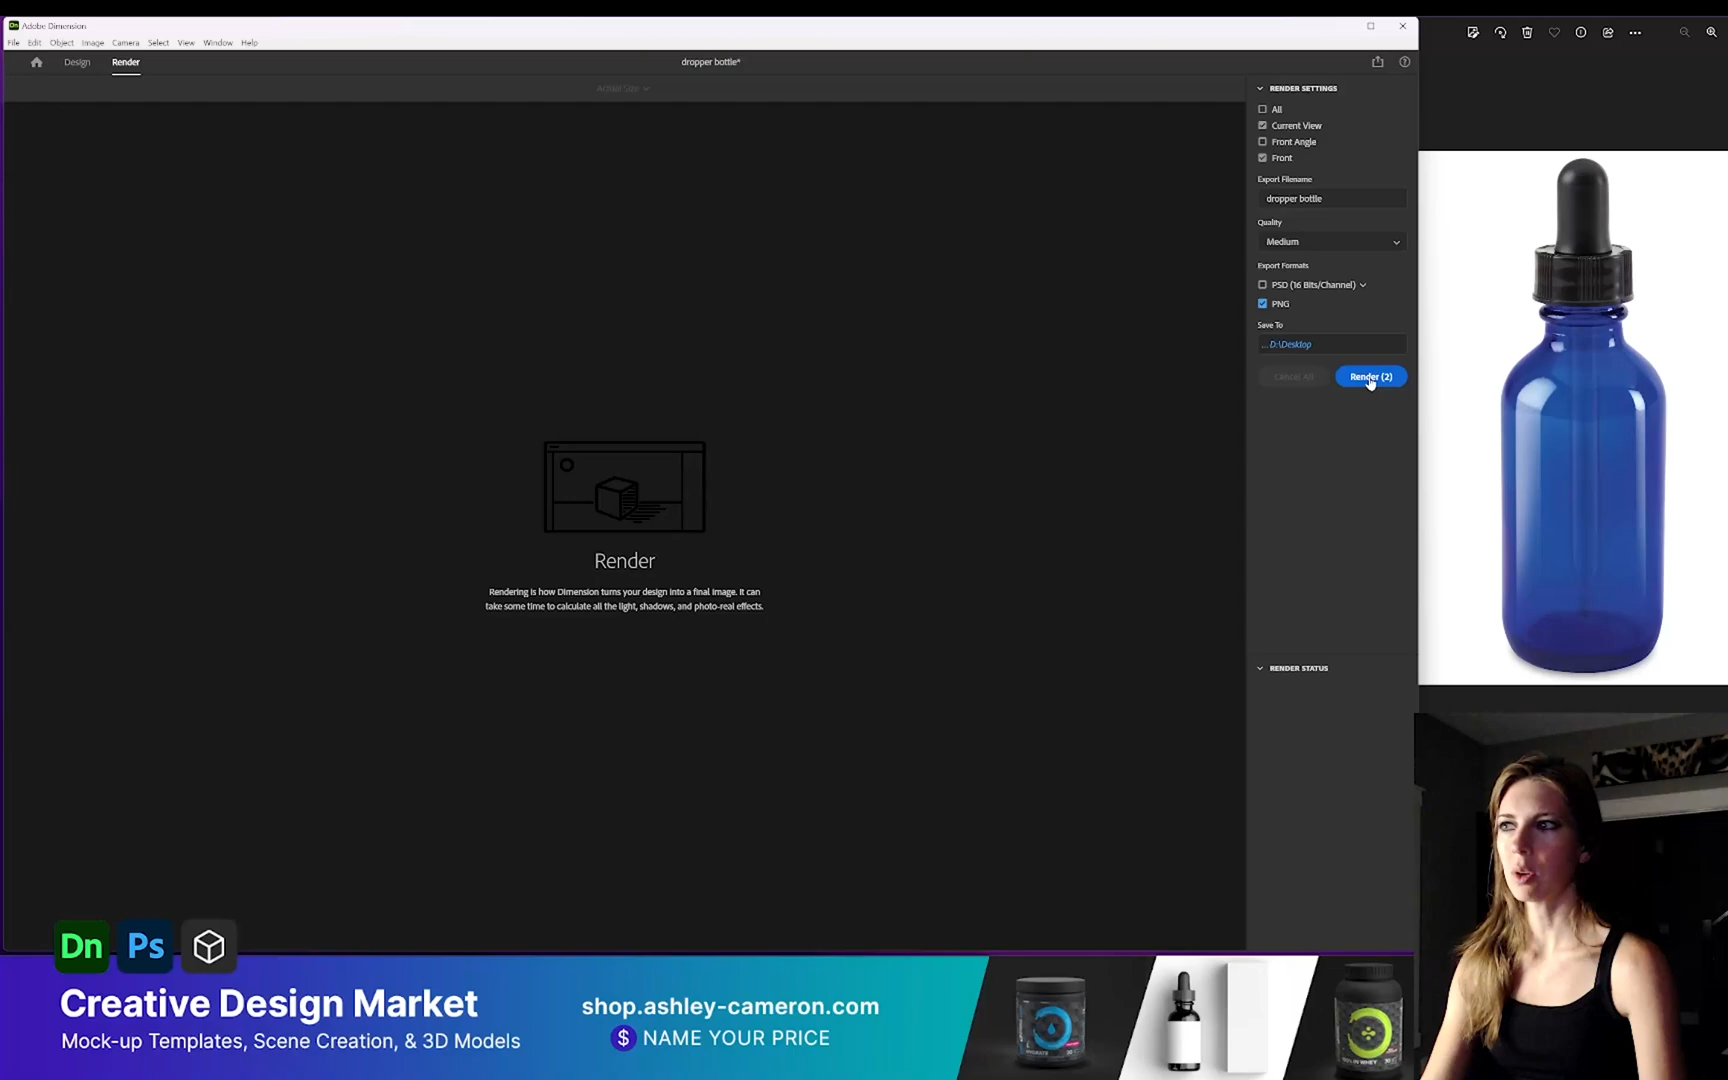 Dn Adobe Dimension
File Edit Object Image Camera Select View Window Help
Design Render dropper bottle*
Actual Size
RENDER SETTINGS
All
Current View
Front Angle
Front
Export Filename
dropper bottle
Quality
Medium
Export Formats
PSD (16 Bits/Channel)
PNG
Save To
... D:\Desktop
Cancel All Render (2)
Render
Rendering is how Dimension turns your design into a final image. It can
take some time to calculate all the light, shadows, and photo-real effects.
RENDER STATUS
Dn Ps
Creative Design Market
Mock-up Templates, Scene Creation, & 3D Models
shop.ashley-cameron.com
$ NAME YOUR PRICE